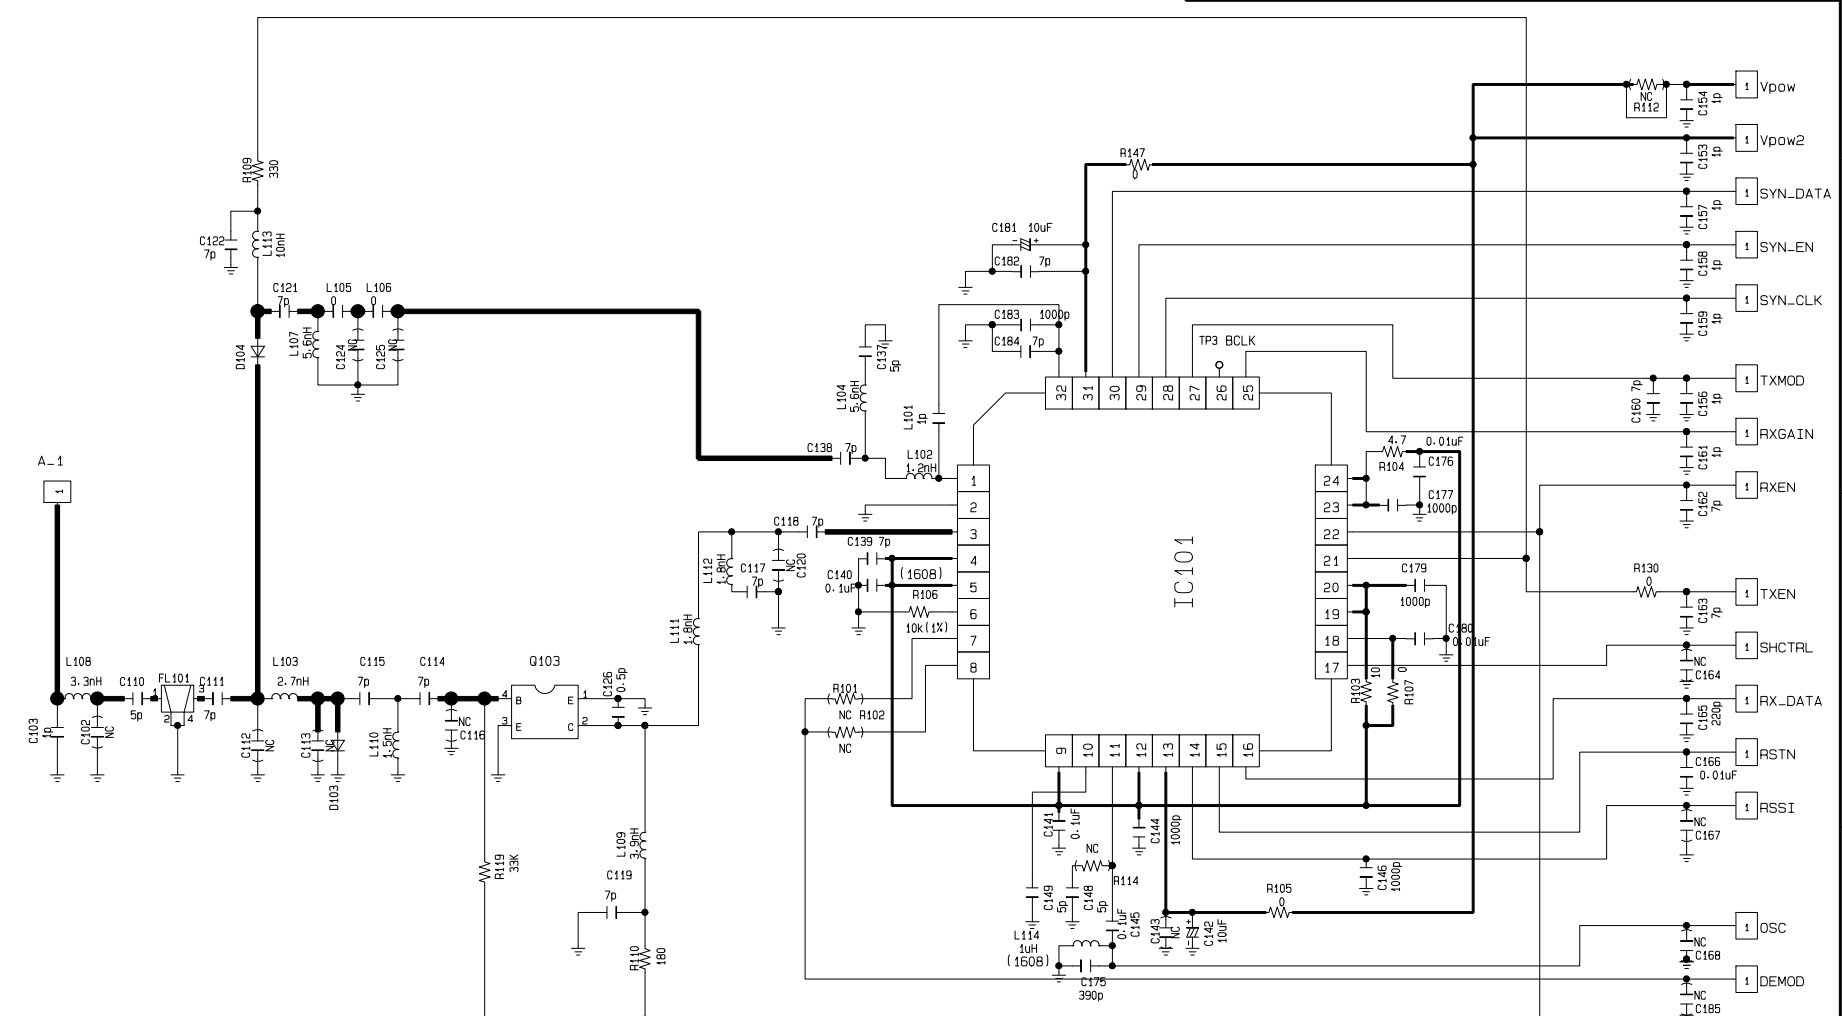 Vpow
1
NC
R112
C154
1p
Vpow2
1
C153
1p
R147
0
R109
330
SYN_DATA
1
C157
1p
C181 10uF
- +
C182 7p
C122
7p
L113
10nH
SYN_EN
1
C158
1p
C121
7p
L105
0
L106
0
C183 1000p
C184 7p
SYN_CLK
1
C159
1p
TP3 BCLK
D104
L107
5.6nH
C124
NC
C125
NC
C137
5p
L104
5.6nH
L101
1p
32
31
30
29
28
27
26
25
TXMOD
1
C160 7p
C156
1p
RXGAIN
1
C161
1p
A_1
1
C138 7p
L102
1.2nH
4.7
R104
0.01uF
C176
C177
1000p
RXEN
1
C162
7p
1
2
3
4
5
6
7
8
24
23
22
21
20
19
18
17
IC101
C118 7p
C139 7p
C140
0.1uF
(1608)
R106
10k(1%)
L112
1.8nH
C117
7p
NC
C120
L111
1.8nH
C179
1000p
C180
0.01uF
R130
0
TXEN
1
C163
7p
SHCTRL
1
NC
C164
L108
3.3nH
C110
5p
FL101
1
3
2
4
C111
7p
L103
2.7nH
C115
7p
C114
7p
Q103
4
B
E
1
3
E
C
2
C126
0.5p
R101
NC
R102
NC
R103
10
R107
0
RX_DATA
1
C165
220p
C103
1p
C102
NC
C112
NC
C113
NC
D103
L110
1.5nH
NC
C116
9
10
11
12
13
14
15
16
RSTN
1
C166
0.01uF
RSSI
1
NC
C167
C141
0.1uF
C144
1000p
R119
33K
L109
3.9nH
C119
7p
R110
180
NC
R114
C149
5p
C148
5p
0.1uF
C145
C146
1000p
R105
0
C143
NC
+
-
C142
10uF
L114
1uH
(1608)
C175
390p
OSC
1
NC
C168
DEMOD
1
NC
C185